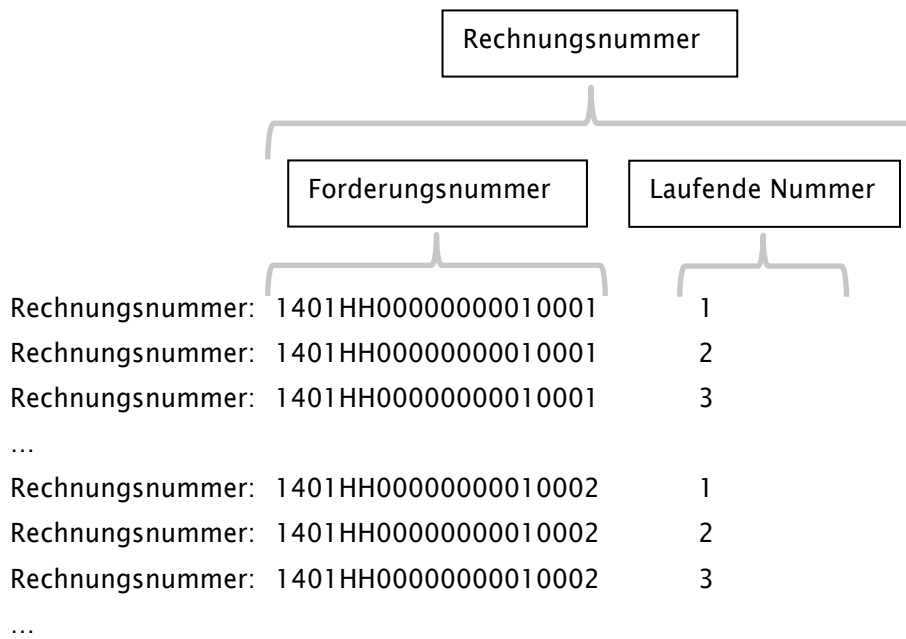 Rechnungsnummer
Forderungsnummer Laufende Nummer
Rechnungsnummer: 1401HH00000000010001 1
Rechnungsnummer: 1401HH00000000010001 2
Rechnungsnummer: 1401HH00000000010001 3
…
Rechnungsnummer: 1401HH00000000010002 1
Rechnungsnummer: 1401HH00000000010002 2
Rechnungsnummer: 1401HH00000000010002 3
…